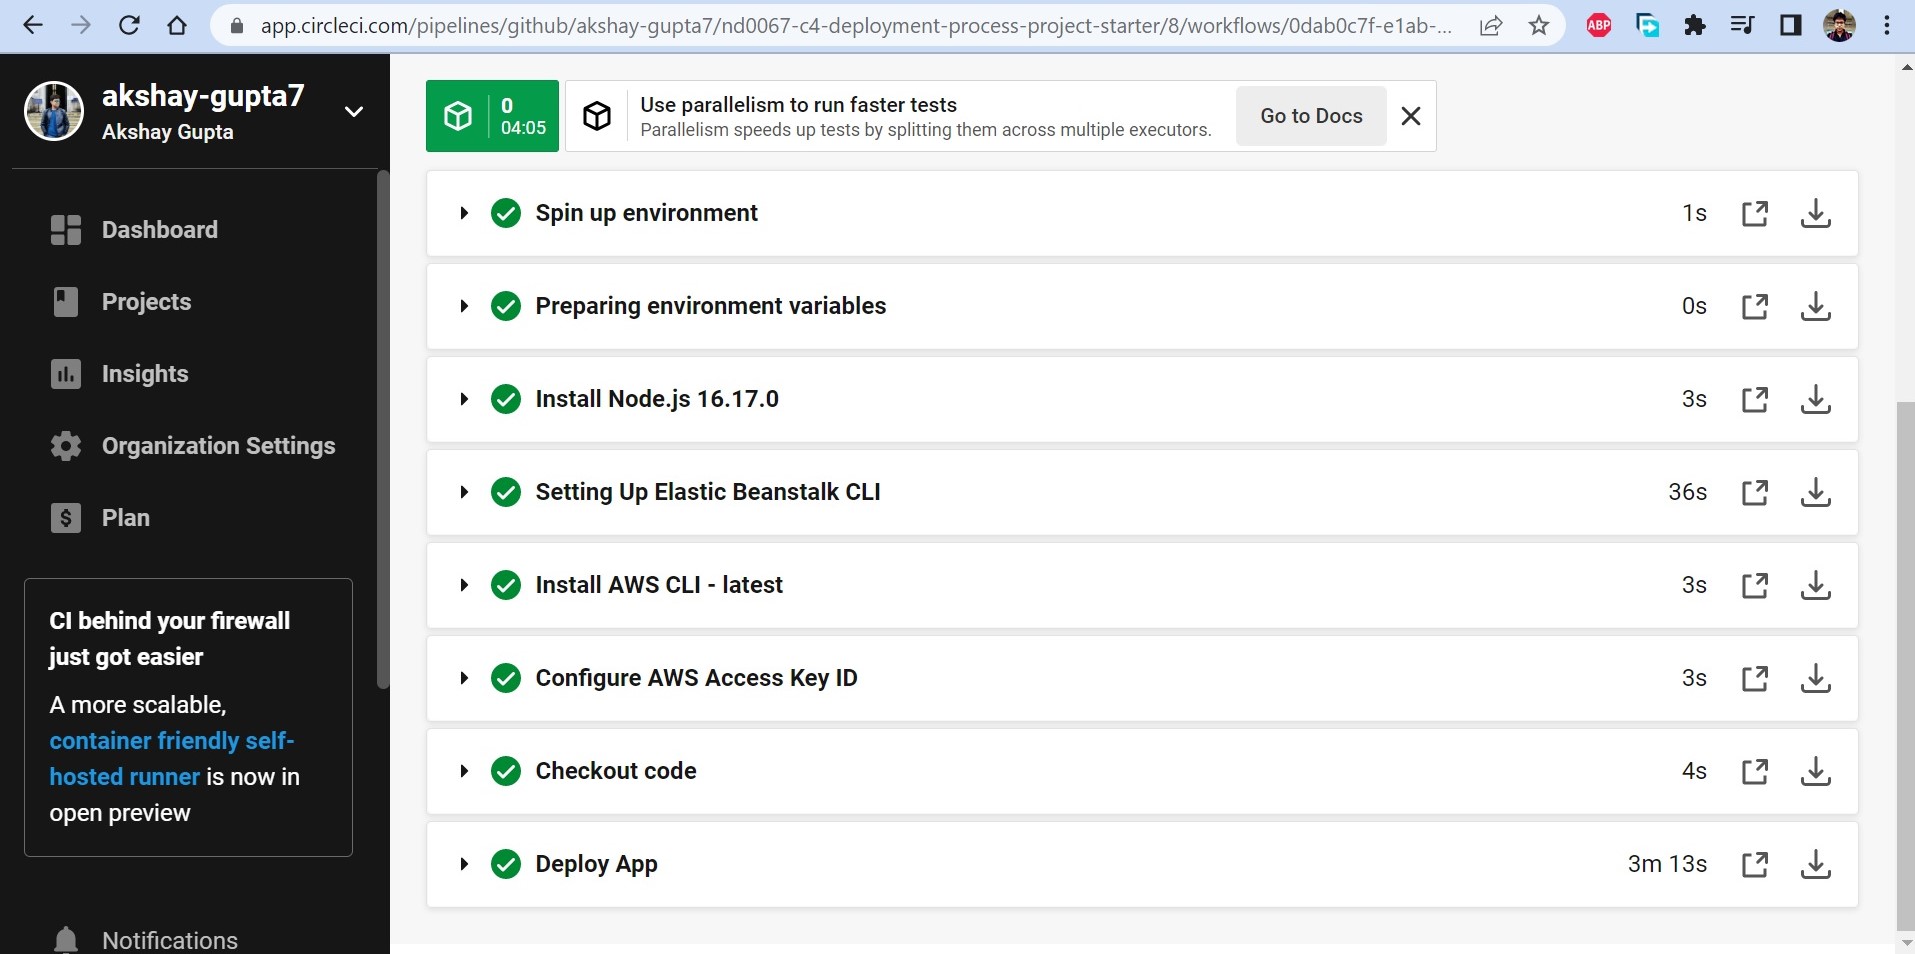 app.circleci.com/pipelines/github/akshay-gupta7/nd0067-c4-deployment-process-project-starter/8/workflows/0dab0c7f-e1ab-...
ABP
akshay-gupta7
Akshay Gupta
Dashboard
Projects
Insights
Organization Settings
$ Plan
CI behind your firewall
just got easier
A more scalable,
container friendly self-
hosted runner is now in
open preview
Notifications
0
04:05
Use parallelism to run faster tests
Parallelism speeds up tests by splitting them across multiple executors.
Go to Docs
Spin up environment 1s
Preparing environment variables 0s
Install Node.js 16.17.0 3s
Setting Up Elastic Beanstalk CLI 36s
Install AWS CLI - latest 3s
Configure AWS Access Key ID 3s
Checkout code 4s
Deploy App 3m 13s